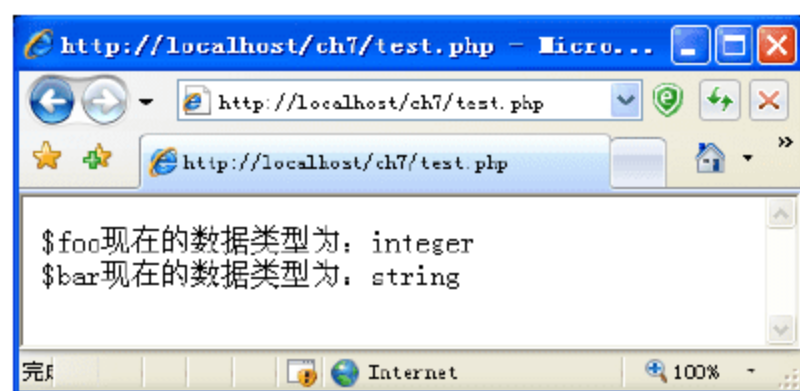 http://localhost/ch7/test.php - Micro...
http://localhost/ch7/test.php
http://localhost/ch7/test.php
$foo现在的数据类型为：integer
$bar现在的数据类型为：string
Internet
100%